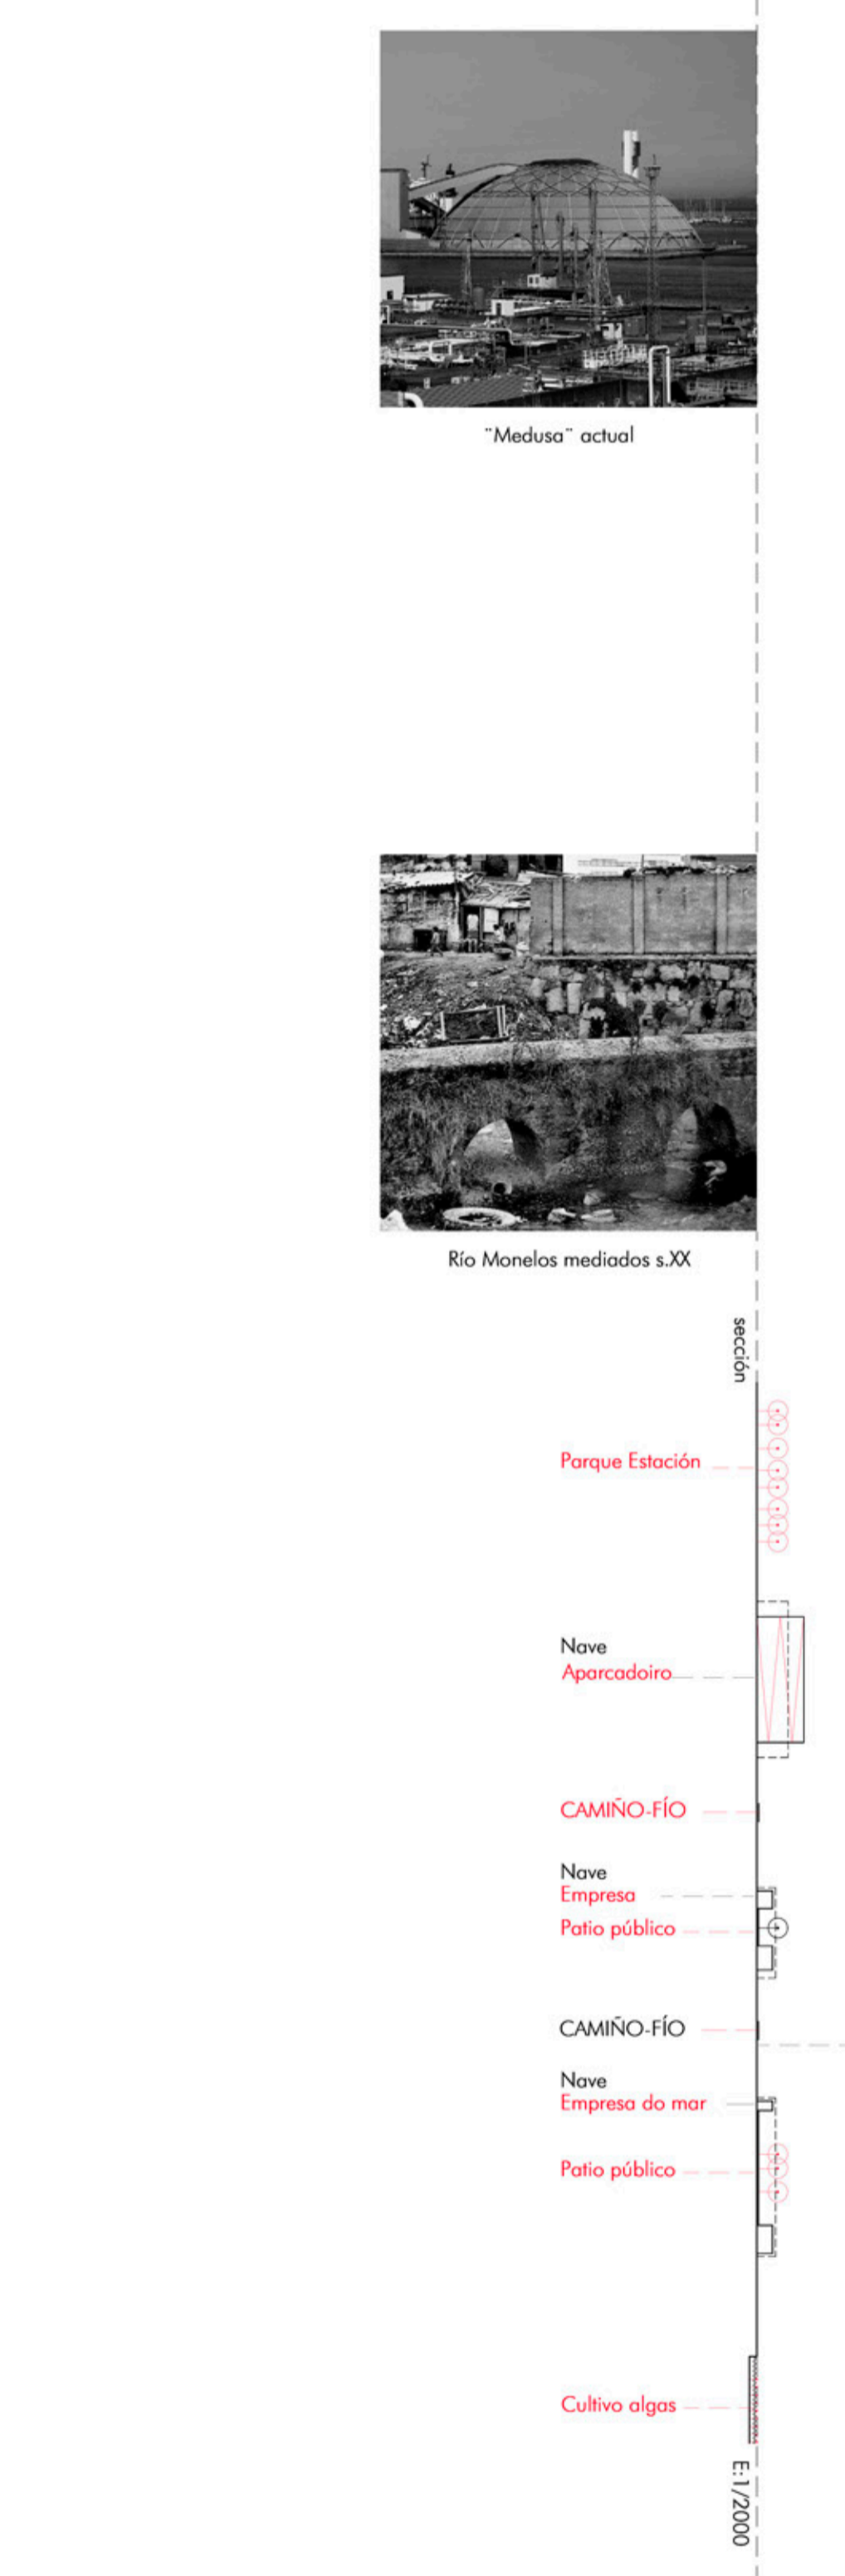 ¨Medusa¨ actual
Río Monelos mediados s.XX
sección
Parque Estación
Nave
Aparcadoiro
CAMIÑO-FÍO
Nave
Empresa
Patio público
CAMIÑO-FÍO
Nave
Empresa do mar
Patio público
Cultivo algas
E:1/2000